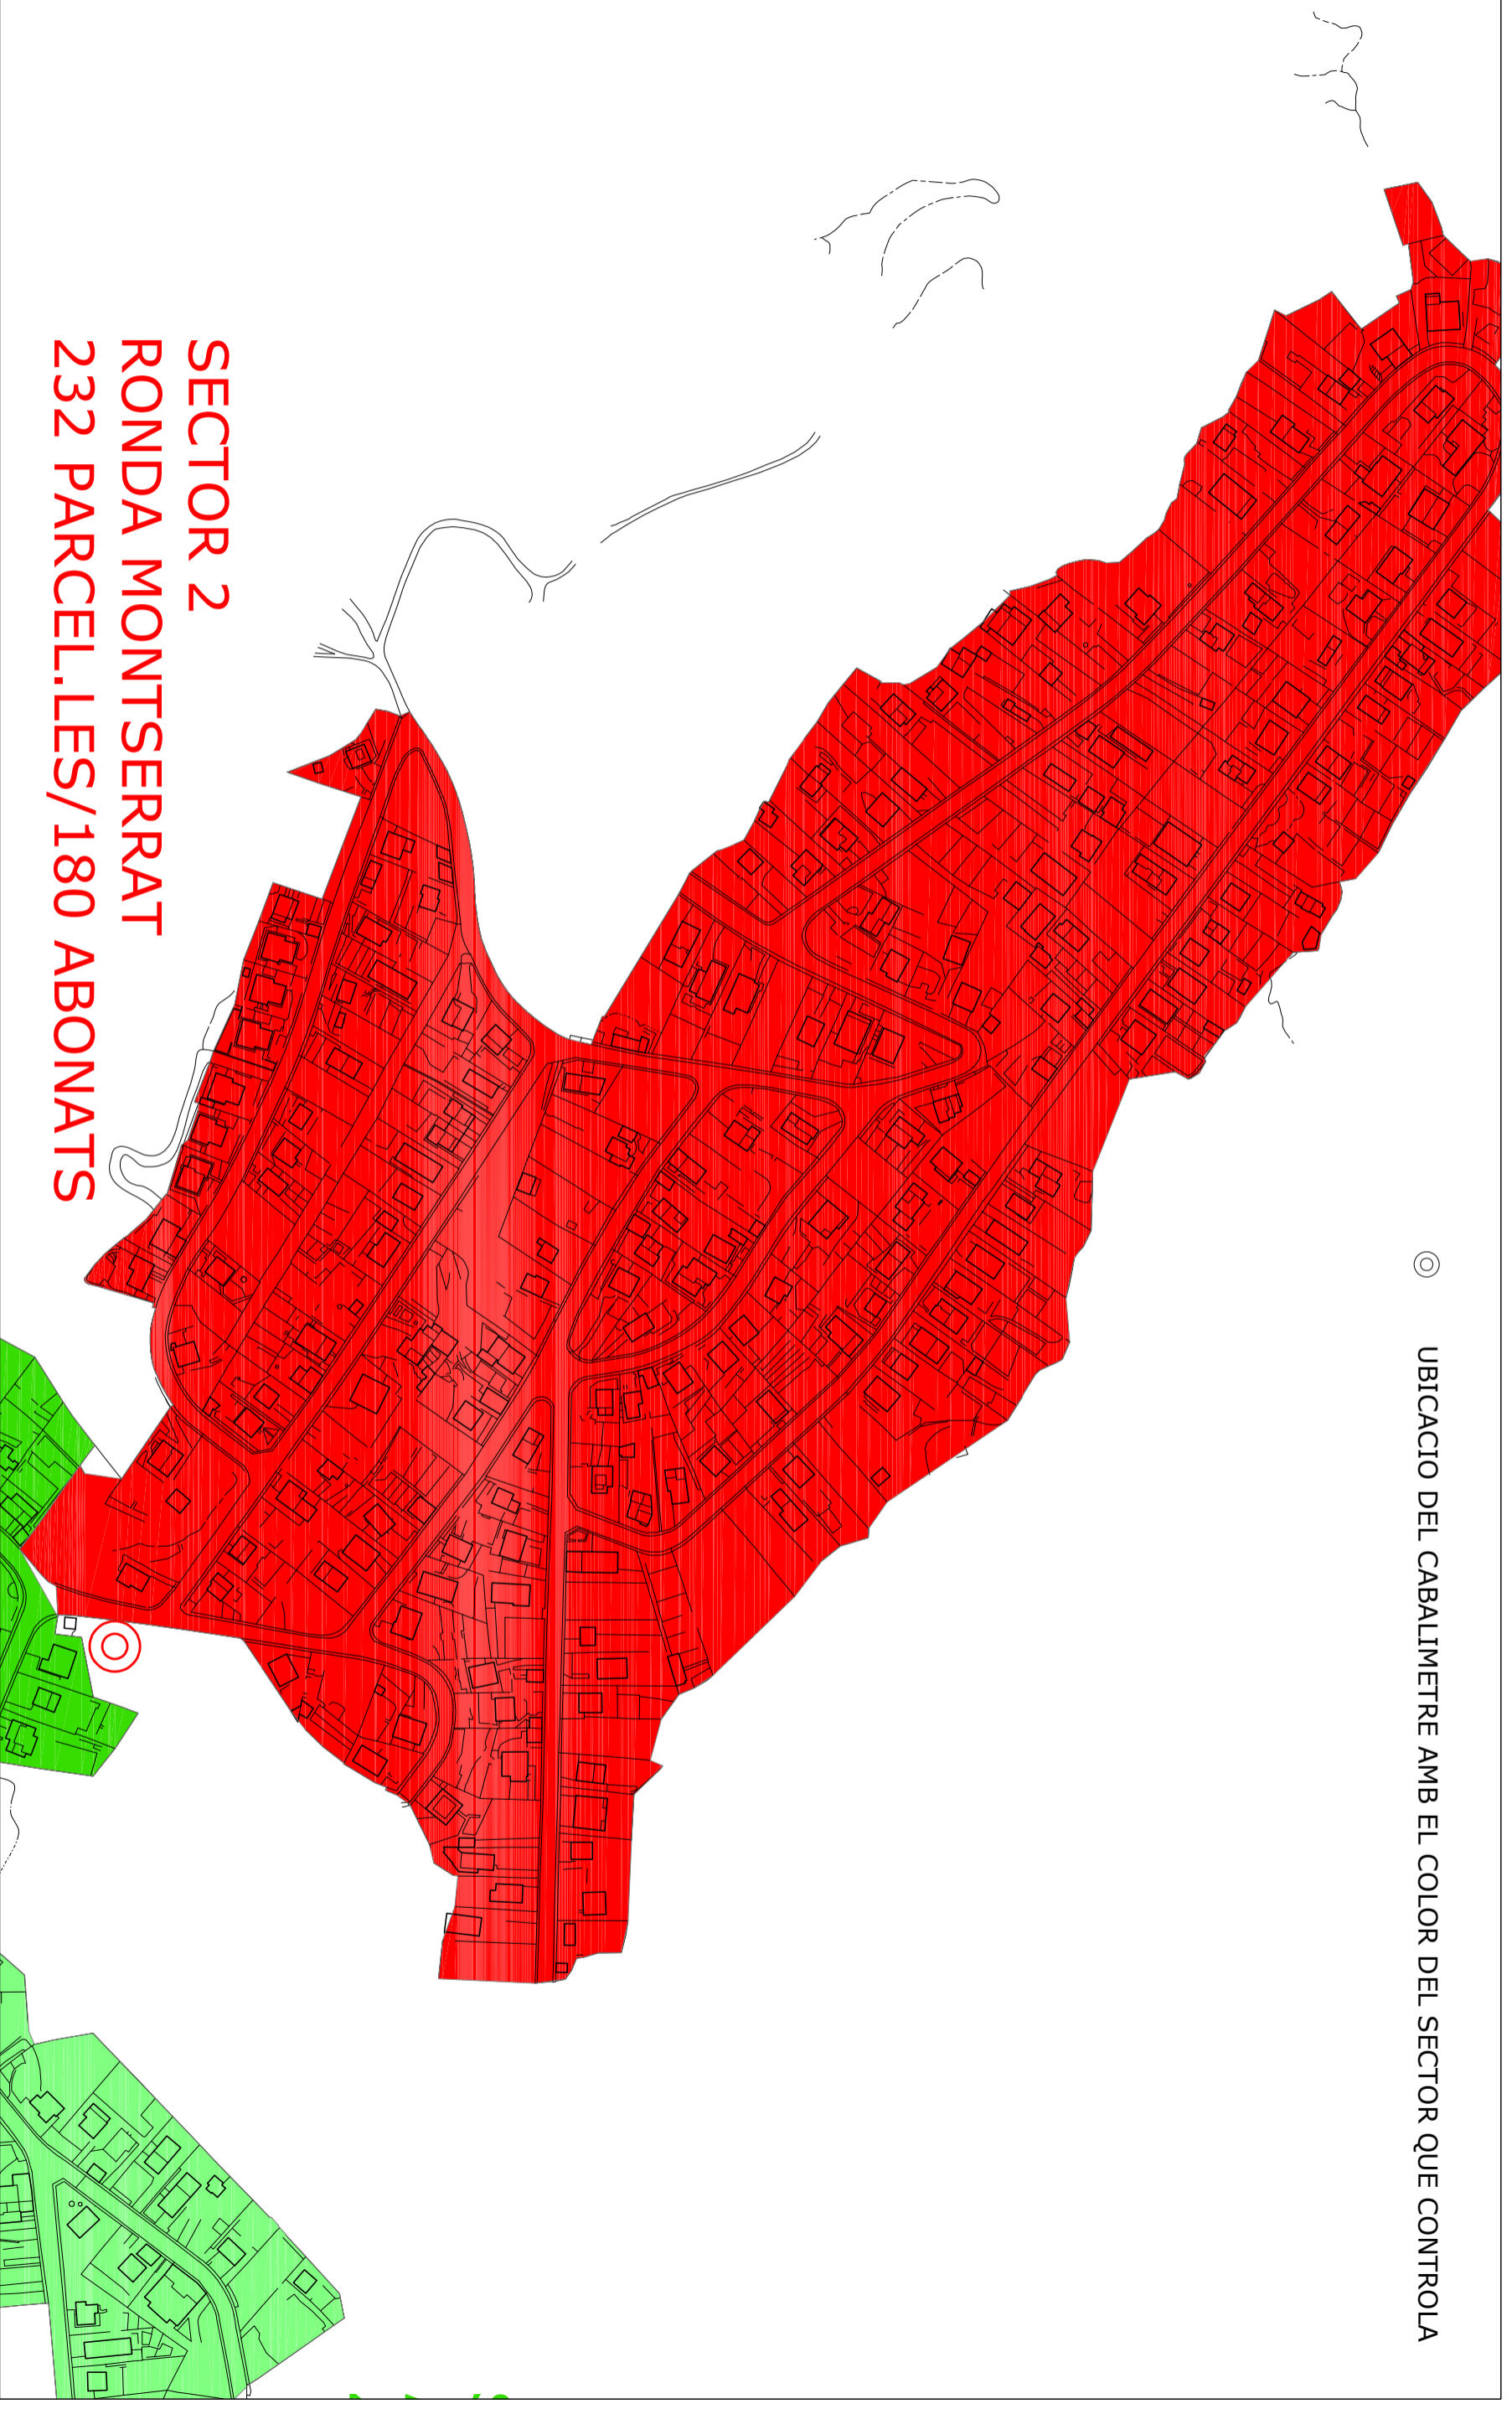 SECTOR 2
RONDA MONTSERRAT
232 PARCEL.LES/180 ABONATS
UBICACIO DEL CABALIMETRE AMB EL COLOR DEL SECTOR QUE CONTROLA